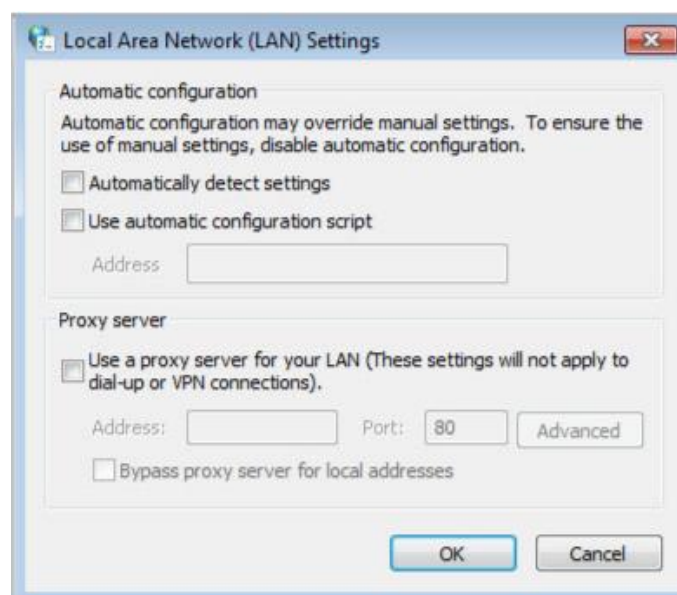 Local Area Network (LAN) Settings
Automatic configuration
Automatic configuration may override manual settings. To ensure the
use of manual settings, disable automatic configuration.
Automatically detect settings
Use automatic configuration script
Address
Proxy server
Use a proxy server for your LAN (These settings will not apply to
dial-up or VPN connections).
Address: Port: 80 Advanced
Bypass proxy server for local addresses
OK Cancel